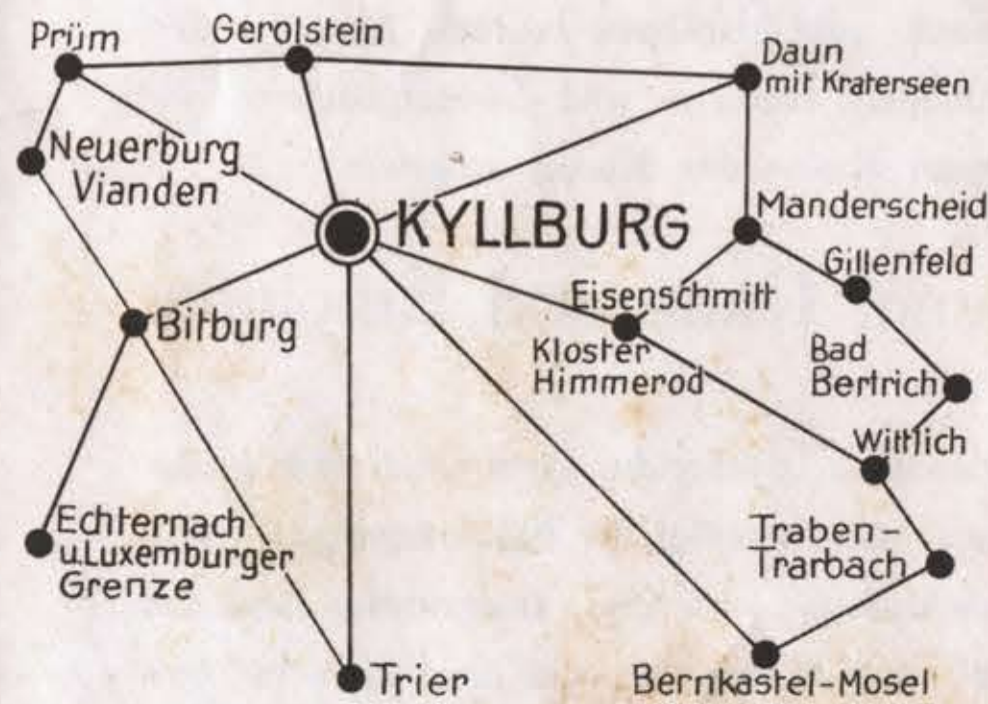 Prüm
Gerolstein
Daun
mit Kraterseen
Neuerburg
Vianden
KYLLBURG
Manderscheid
Gillenfeld
Eisenschmitt
Bitburg
Kloster
Himmerod
Bad
Bertrich
Wittlich
Echternach
u. Luxemburger
Grenze
Traben-
Trarbach
Trier
Bernkastel-Mosel